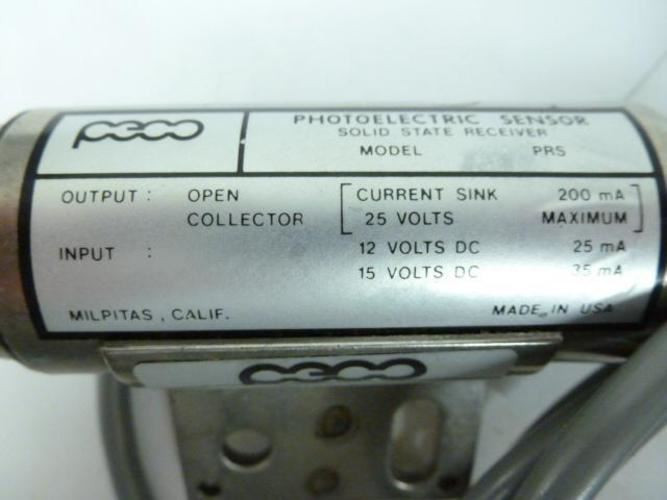 peco
PHOTOELECTRIC SENSOR
SOLID STATE RECEIVER
MODEL PRS
OUTPUT : OPEN COLLECTOR [ CURRENT SINK 200 mA
25 VOLTS MAXIMUM ]
INPUT : 12 VOLTS DC 25 mA
15 VOLTS DC 35 mA
MILPITAS , CALIF. MADE IN USA
peco